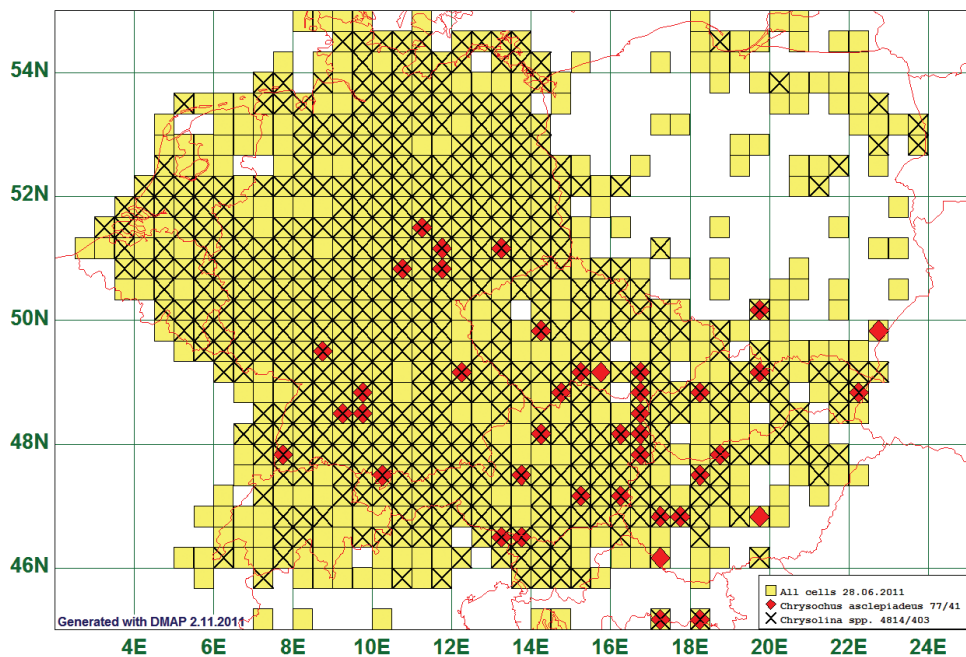 54N
52N
50N
48N
46N
All cells 28.06.2011
Chrysochus asclepiadeus 77/41
Chrysolina spp. 4814/403
Generated with DMAP 2.11.2011
4E 6E 8E 10E 12E 14E 16E 18E 20E 22E 24E